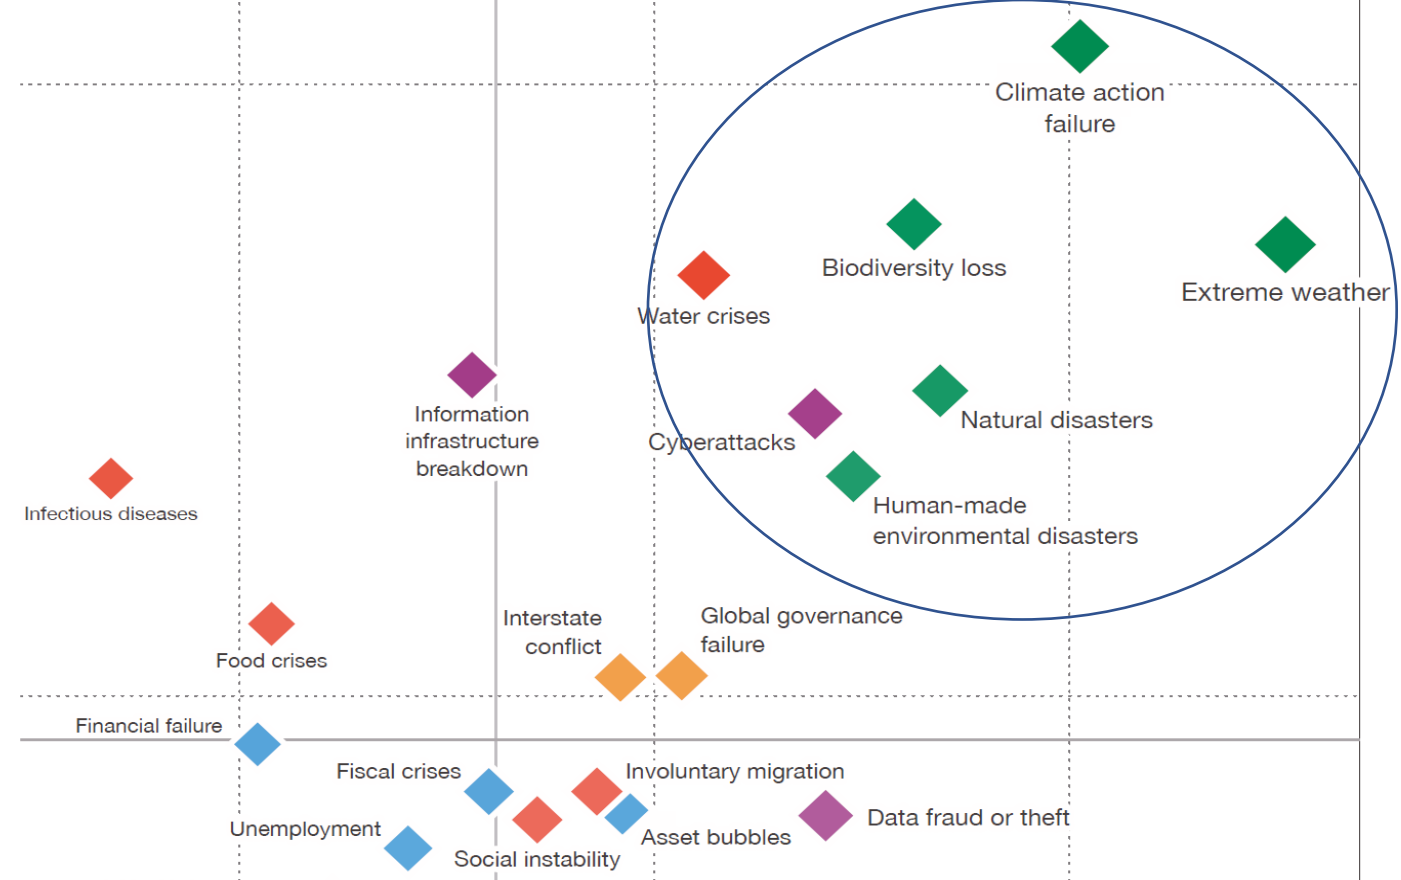 Climate action
failure
Biodiversity loss
Extreme weather
Water crises
Information
infrastructure
breakdown
Natural disasters
Cyberattacks
Infectious diseases
Human-made
environmental disasters
Interstate
conflict
Global governance
failure
Food crises
Financial failure
Fiscal crises
Involuntary migration
Unemployment
Data fraud or theft
Asset bubbles
Social instability